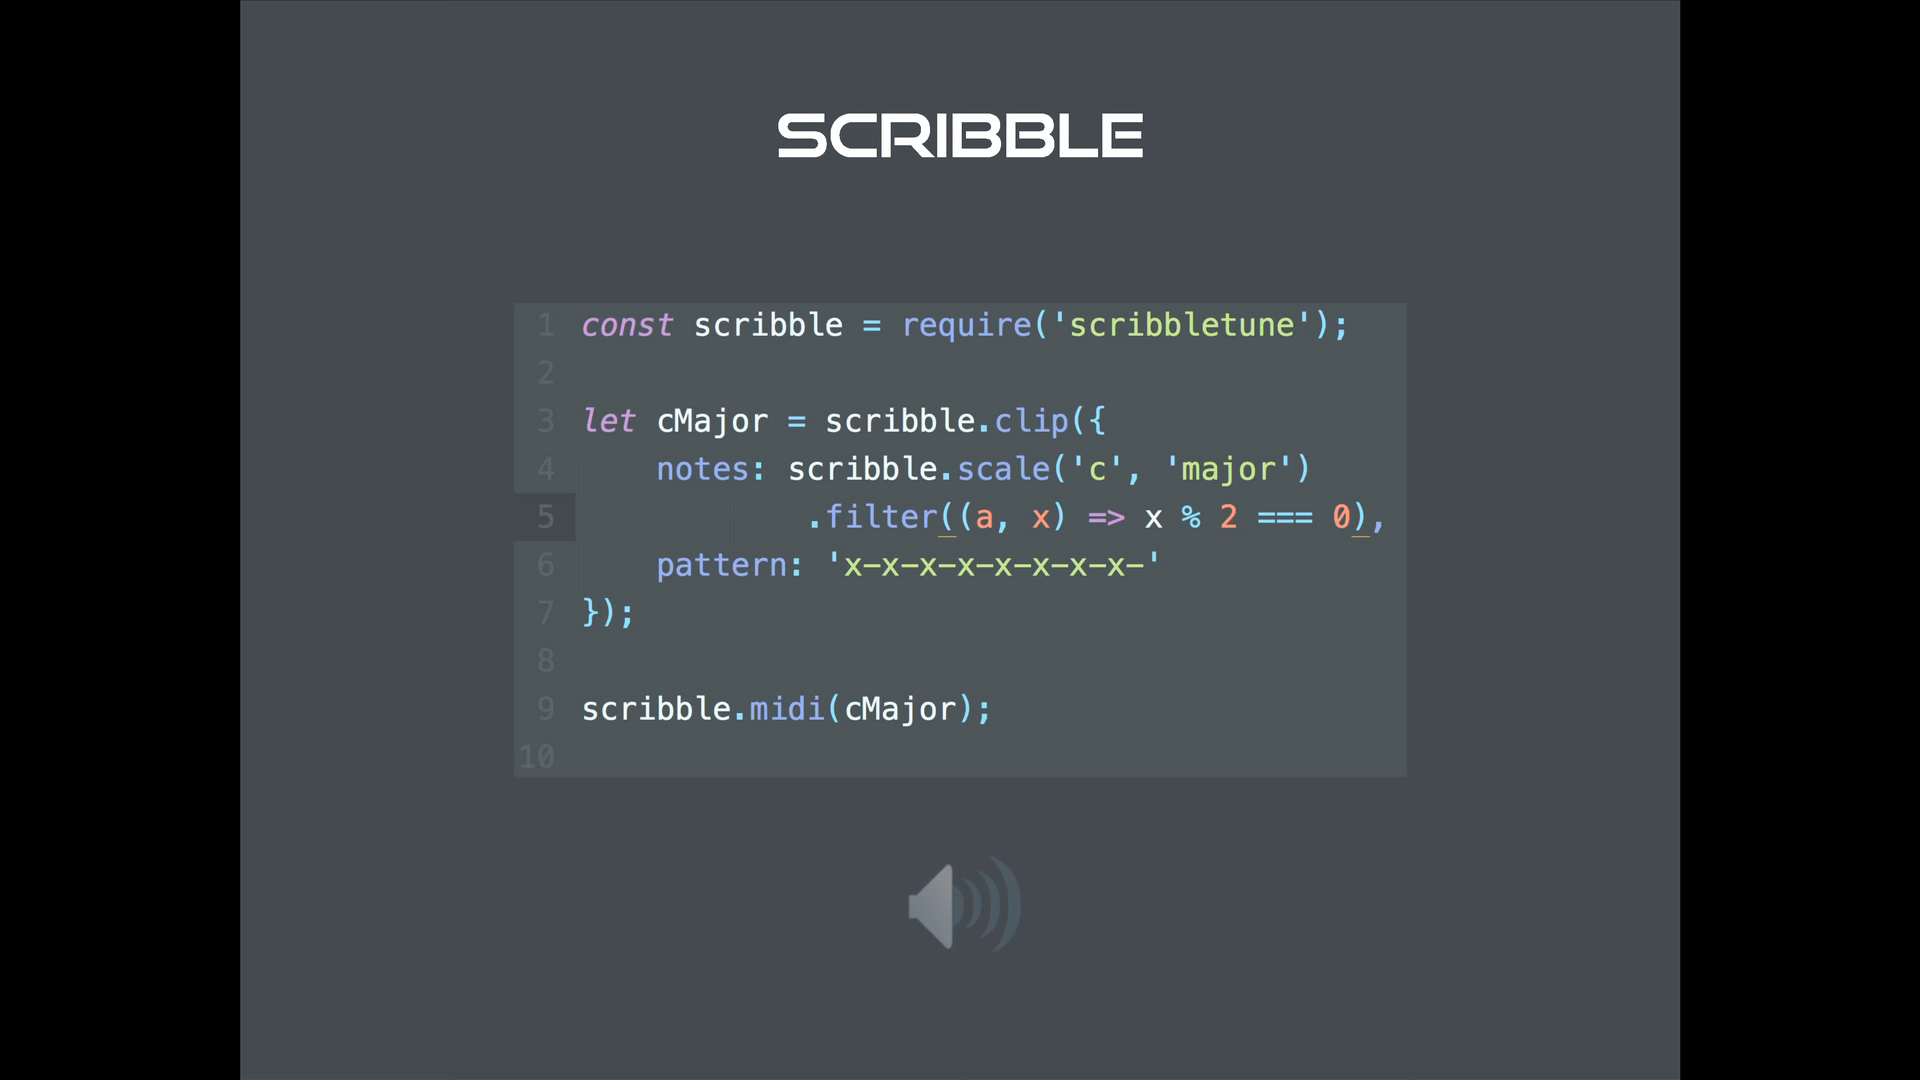 SCRIBBLE
1 const scribble = require('scribbletune');
2
3 let cMajor = scribble.clip({
4     notes: scribble.scale('c', 'major')
5             .filter((a, x) => x % 2 === 0),
6     pattern: 'x-x-x-x-x-x-x-x-'
7 });
8
9 scribble.midi(cMajor);
10